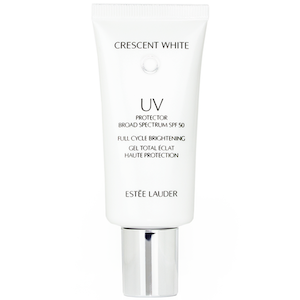 CRESCENT WHITE
UV
PROTECTOR
BROAD SPECTRUM SPF 50
FULL CYCLE BRIGHTENING
GEL TOTAL ÉCLAT
HAUTE PROTECTION
ESTĒE LAUDER